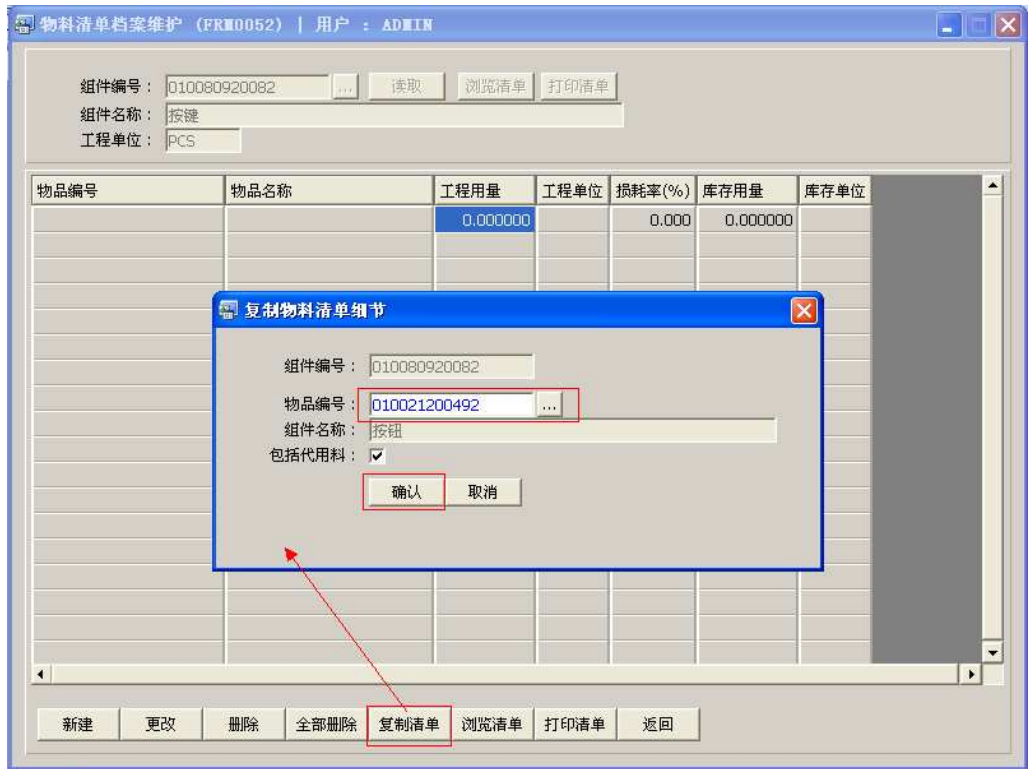 物料清单档案维护 (FRM0052) | 用户 : ADMIN
组件编号： 010080920082 ... 读取 浏览清单 打印清单
组件名称： 按键
工程单位： PCS
物品编号 物品名称 工程用量 工程单位 损耗率(%) 库存用量 库存单位
0.000000 0.000 0.000000
复制物料清单细节
组件编号： 010080920082
物品编号： 010021200492 ...
组件名称： 按钮
包括代用料：
确认 取消
新建 更改 删除 全部删除 复制清单 浏览清单 打印清单 返回